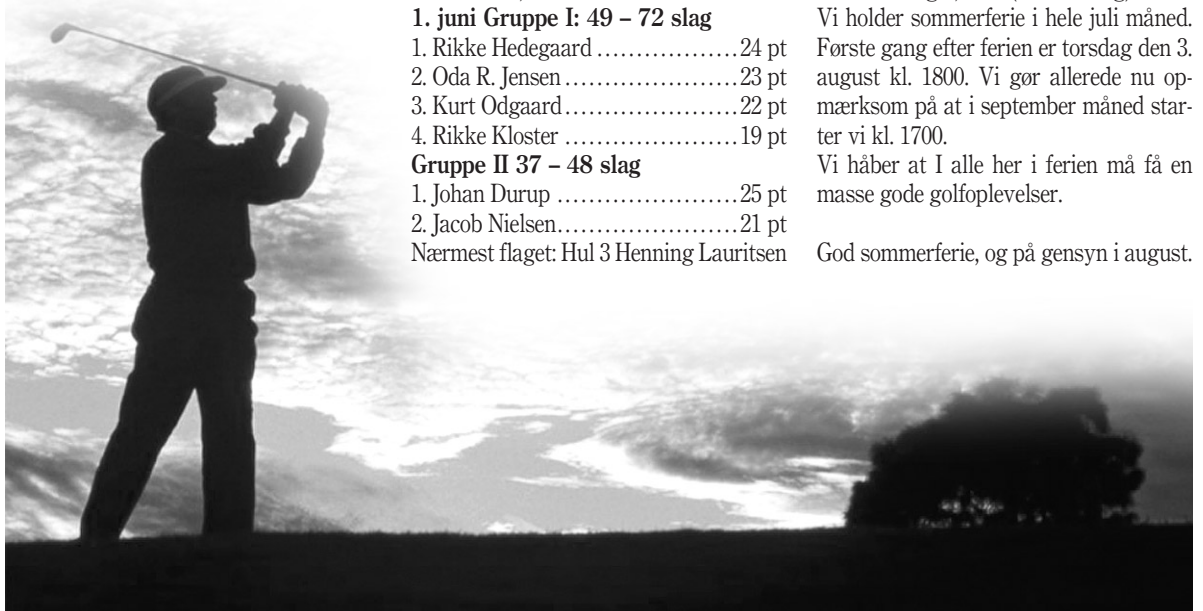 1. juni Gruppe I: 49 – 72 slag
1. Rikke Hedegaard ..................24 pt
2. Oda R. Jensen ......................23 pt
3. Kurt Odgaard ......................22 pt
4. Rikke Kloster ......................19 pt
Gruppe II 37 – 48 slag
1. Johan Durup .......................25 pt
2. Jacob Nielsen.......................21 pt
Nærmest flaget: Hul 3 Henning Lauritsen
Vi holder sommerferie i hele juli måned.
Første gang efter ferien er torsdag den 3.
august kl. 1800. Vi gør allerede nu op-
mærksom på at i september måned star-
ter vi kl. 1700.
Vi håber at I alle her i ferien må få en
masse gode golfoplevelser.
God sommerferie, og på gensyn i august.